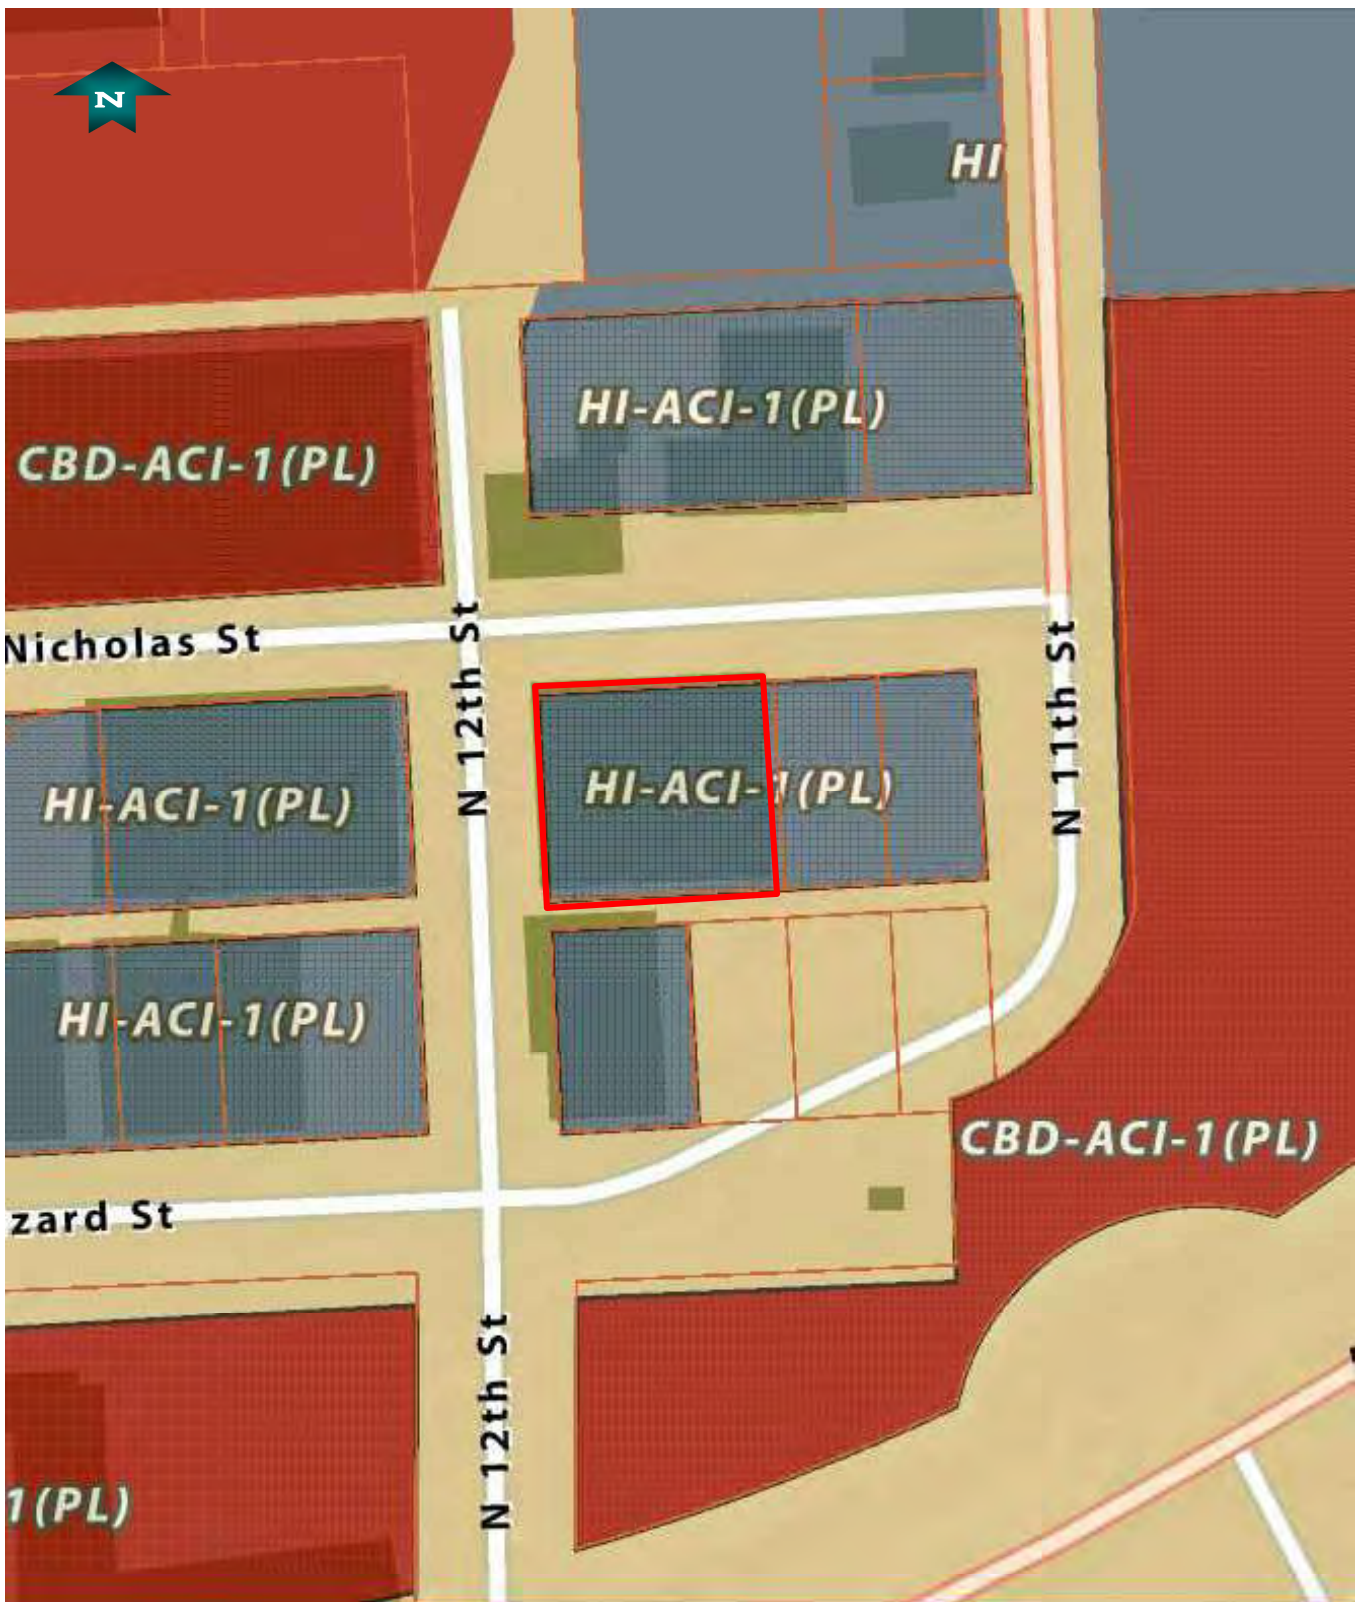 N
HI
HI-ACI-1(PL)
CBD-ACI-1(PL)
Nicholas St
N 12th St
N 11th St
HI-ACI-1(PL)
HI-ACI-1(PL)
HI-ACI-1(PL)
CBD-ACI-1(PL)
zard St
N 12th St
1(PL)